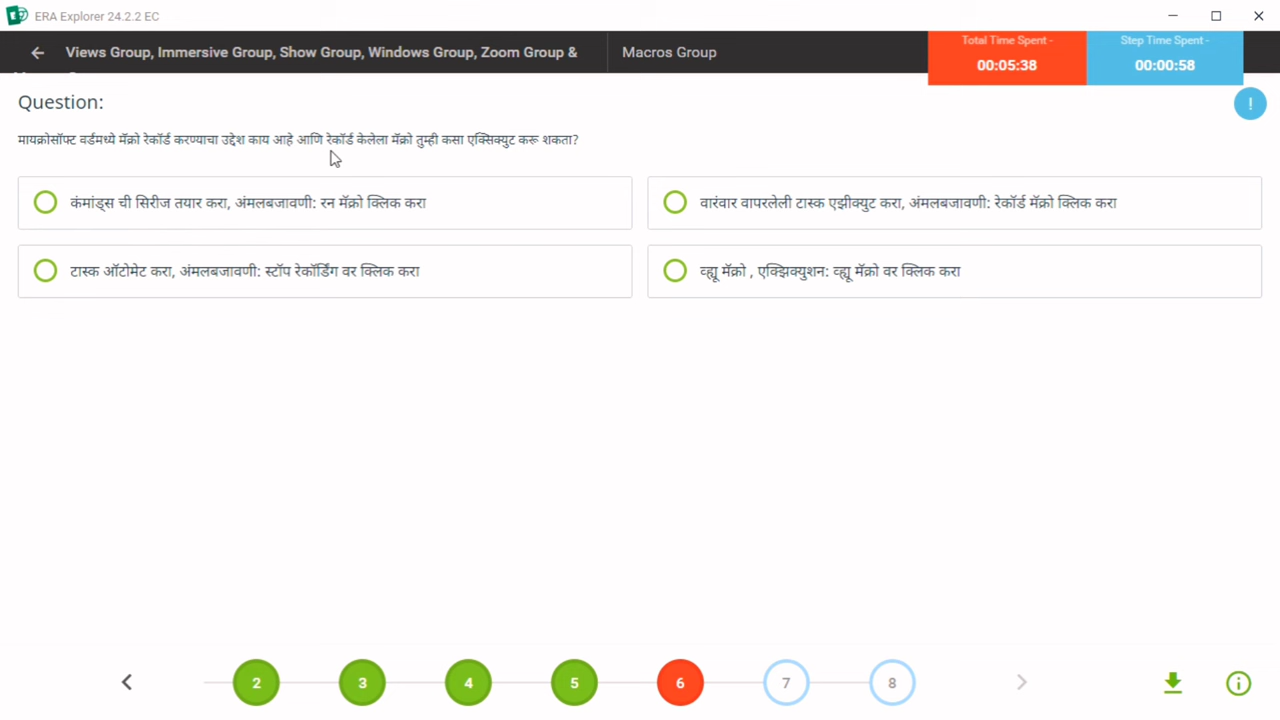 ERA Explorer 24.2.2 EC
Views Group, Immersive Group, Show Group, Windows Group, Zoom Group &
Macros Group
Total Time Spent -
00:05:38
Step Time Spent -
00:00:58
Question:
!
मायक्रोसॉफ्ट वर्डमध्ये मॅक्रो रेकॉर्ड करण्याचा उद्देश काय आहे आणि रेकॉर्ड केलेला मॅक्रो तुम्ही कसा एक्सिक्युट करू शकता?
कंमांड्स ची सिरीज तयार करा, अंमलबजावणी: रन मॅक्रो क्लिक करा
वारंवार वापरलेली टास्क एझीक्युट करा, अंमलबजावणी: रेकॉर्ड मॅक्रो क्लिक करा
टास्क ऑटोमेट करा, अंमलबजावणी: स्टॉप रेकॉर्डिंग वर क्लिक करा
व्ह्यू मॅक्रो , एक्झिक्युशन: व्ह्यू मॅक्रो वर क्लिक करा
2
3
4
5
6
7
8